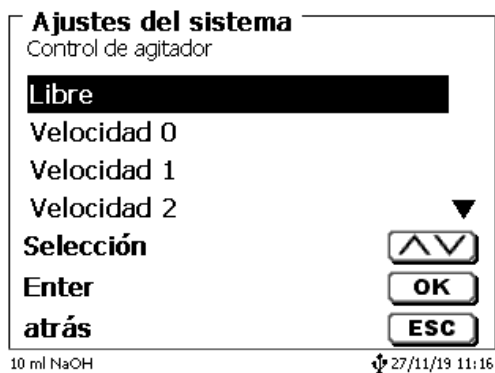 Ajustes del sistema
Control de agitador
Libre
Velocidad 0
Velocidad 1
Velocidad 2
Selección
Enter OK
atrás ESC
10 ml NaOH 27/11/19 11:16